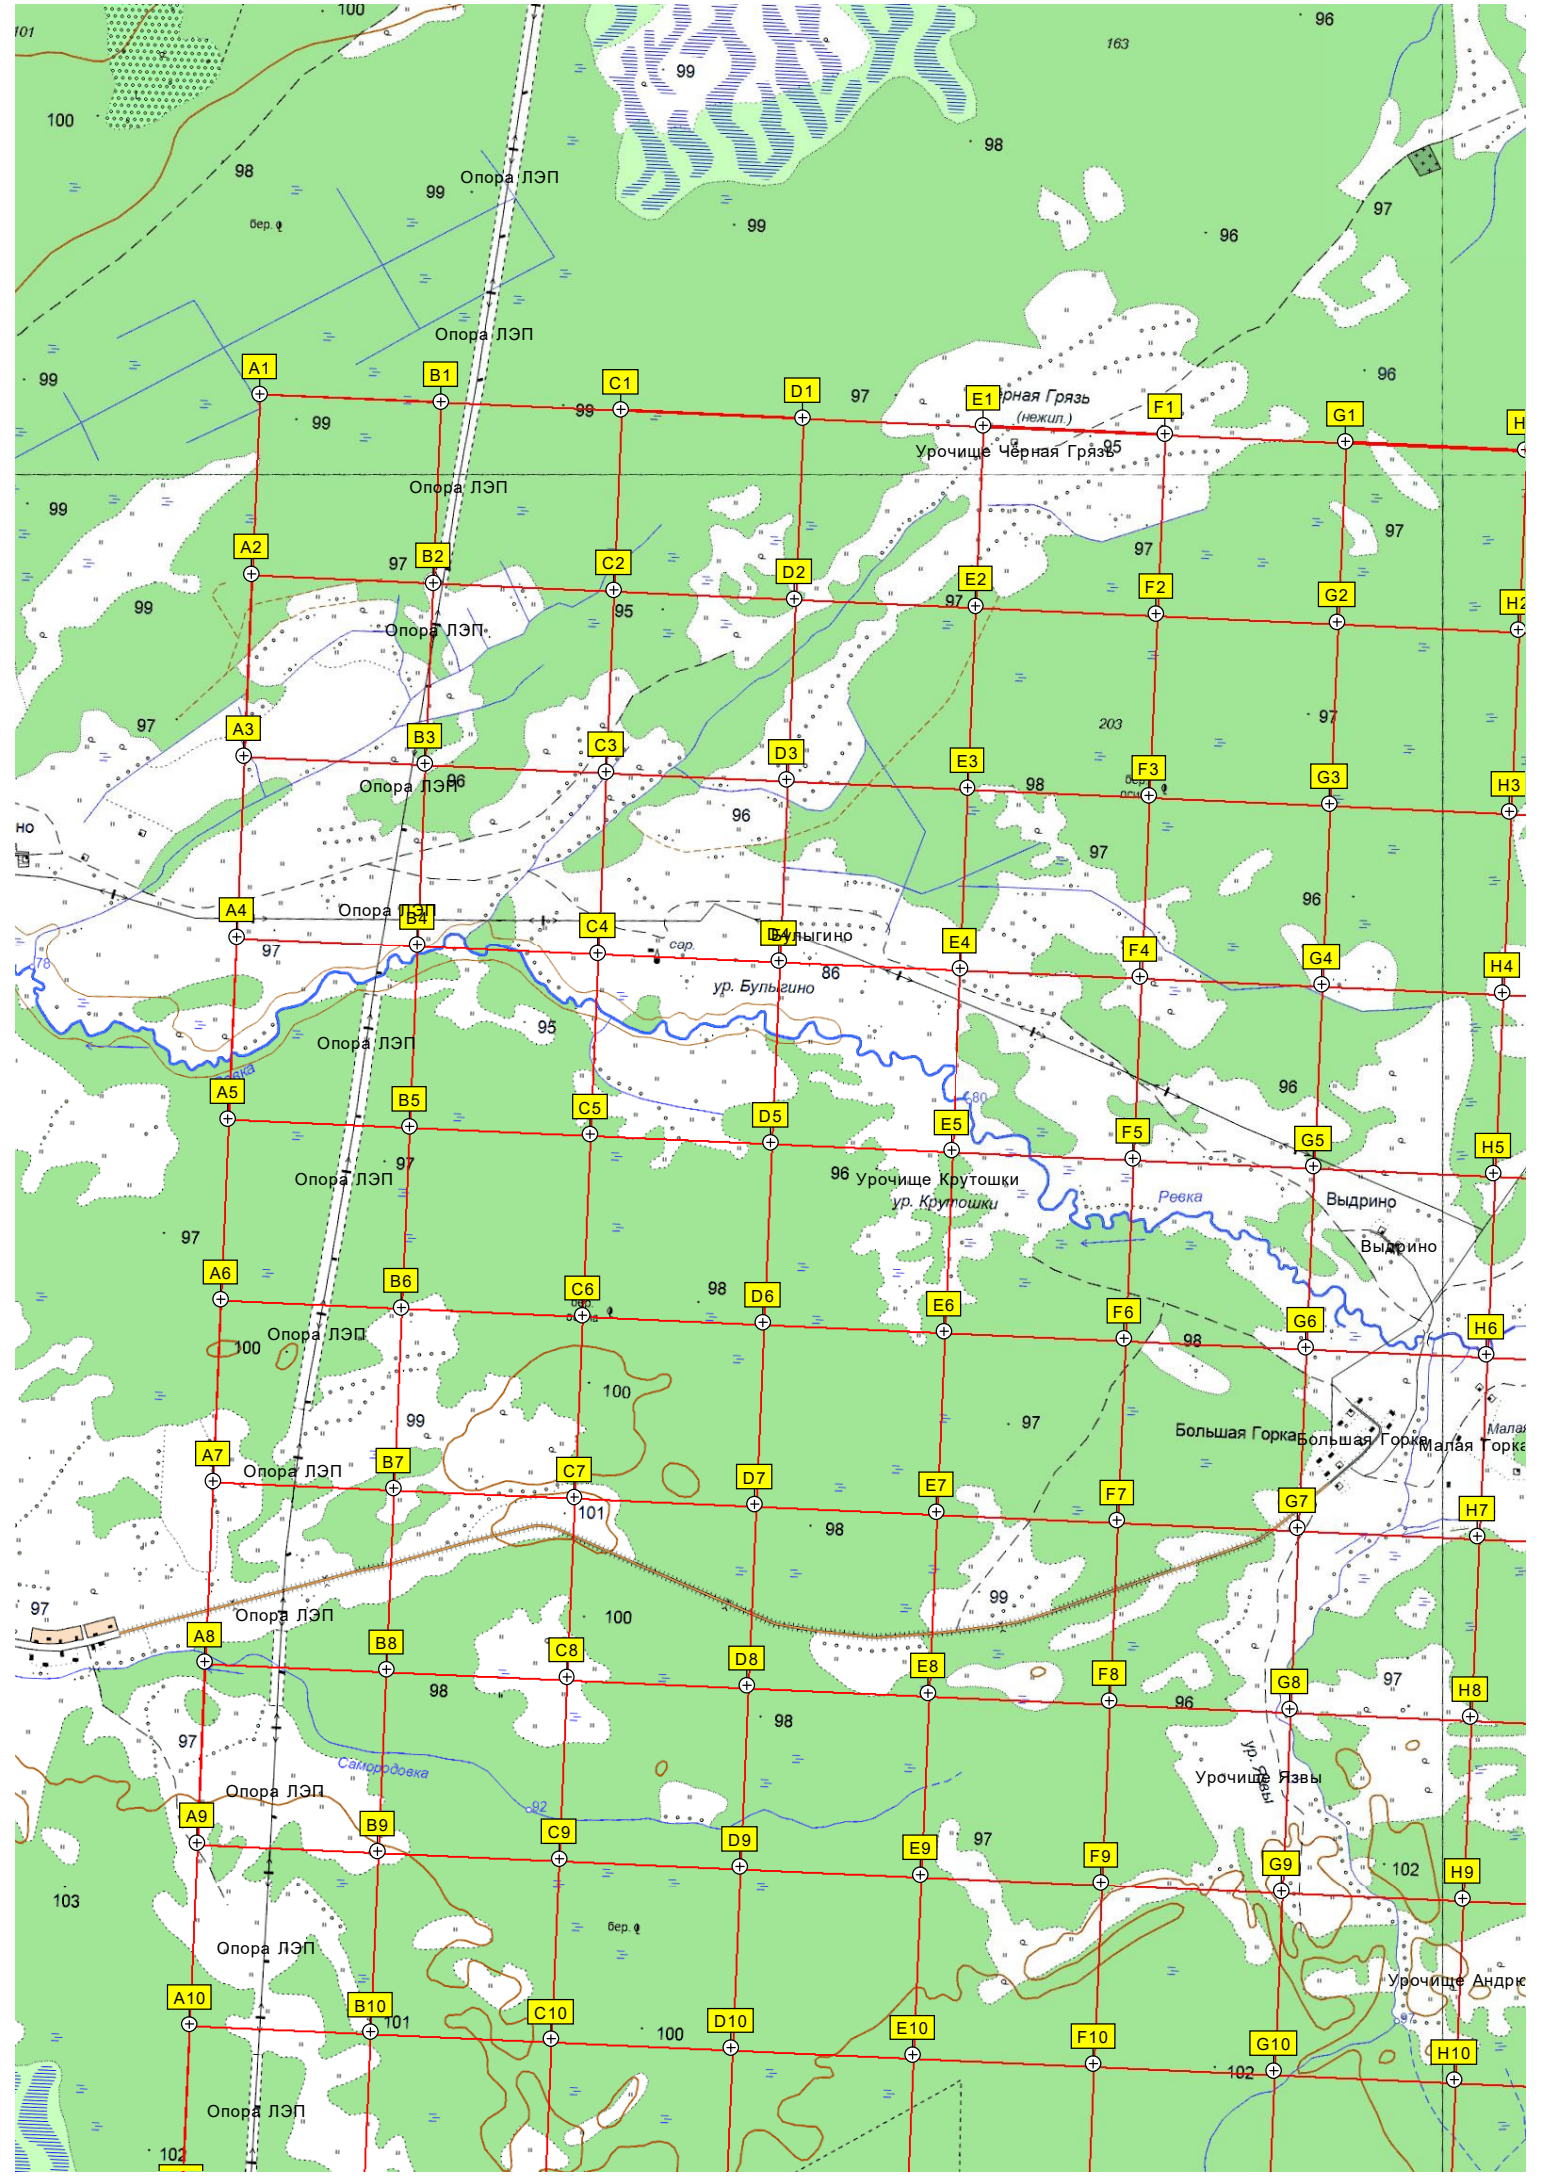 100
101
96
163
99
100
98
98
Опора ЛЭП
99
97
бер.
99
96
Опора ЛЭП
A1
B1
C1
D1
97
E1
F1
G1
96
99
99
99
рная Грязь
(нежил.)
95
Урочище Чёрная Грязь
Опора ЛЭП
99
97
97
97
A2
B2
C2
D2
E2
F2
G2
99
95
97
Опора ЛЭП
97
203
97
A3
B3
C3
D3
E3
F3
G3
H3
96
Опора ЛЭП
98
96
но
97
96
A4
Опора ЛЭП
B4
C4
сар.
D4
Булыгино
E4
F4
G4
H4
97
86
78
ур. Булыгино
95
Опора ЛЭП
96
80
A5
B5
C5
D5
E5
F5
G5
H5
97
96
Опора ЛЭП
Урочище Крутошки
ур. Крутошки
Ревка
Выдрино
97
Выдрино
A6
B6
C6
98
D6
E6
F6
G6
H6
Опора ЛЭП
100
98
100
99
97
Большая Горка
Большая Горка
Малая Горка
A7
Опора ЛЭП
B7
C7
D7
E7
F7
G7
H7
101
98
97
Опора ЛЭП
100
99
A8
B8
C8
D8
E8
F8
G8
H8
98
96
97
97
98
Самородовка
ур. Язвы
Урочище Язвы
Опора ЛЭП
92
A9
B9
C9
D9
E9
97
F9
G9
102
H9
103
бер.
Опора ЛЭП
A10
B10
101
C10
100
D10
E10
F10
G10
H10
102
Опора ЛЭП
102